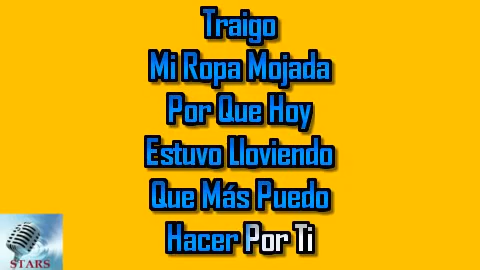 Traigo
Mi Ropa Mojada
Por Que Hoy
Estuvo Lloviendo
Que Más Puedo
Hacer Por Ti
STARS